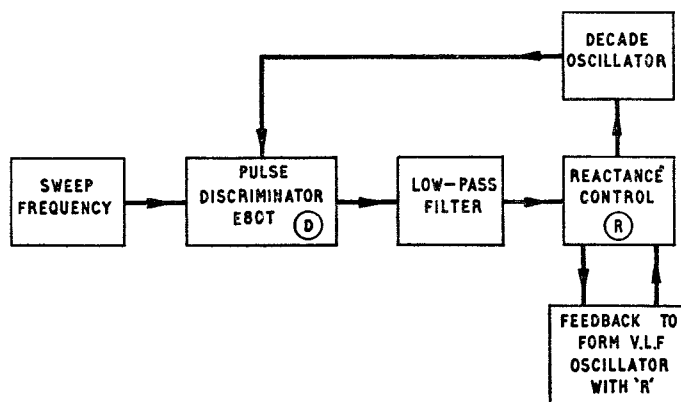 DECADE
OSCILLATOR
SWEEP
FREQUENCY
PULSE
DISCRIMINATOR
E80T
D
LOW-PASS
FILTER
REACTANCE
CONTROL
R
FEEDBACK TO
FORM V.L.F
OSCILLATOR
WITH 'R'